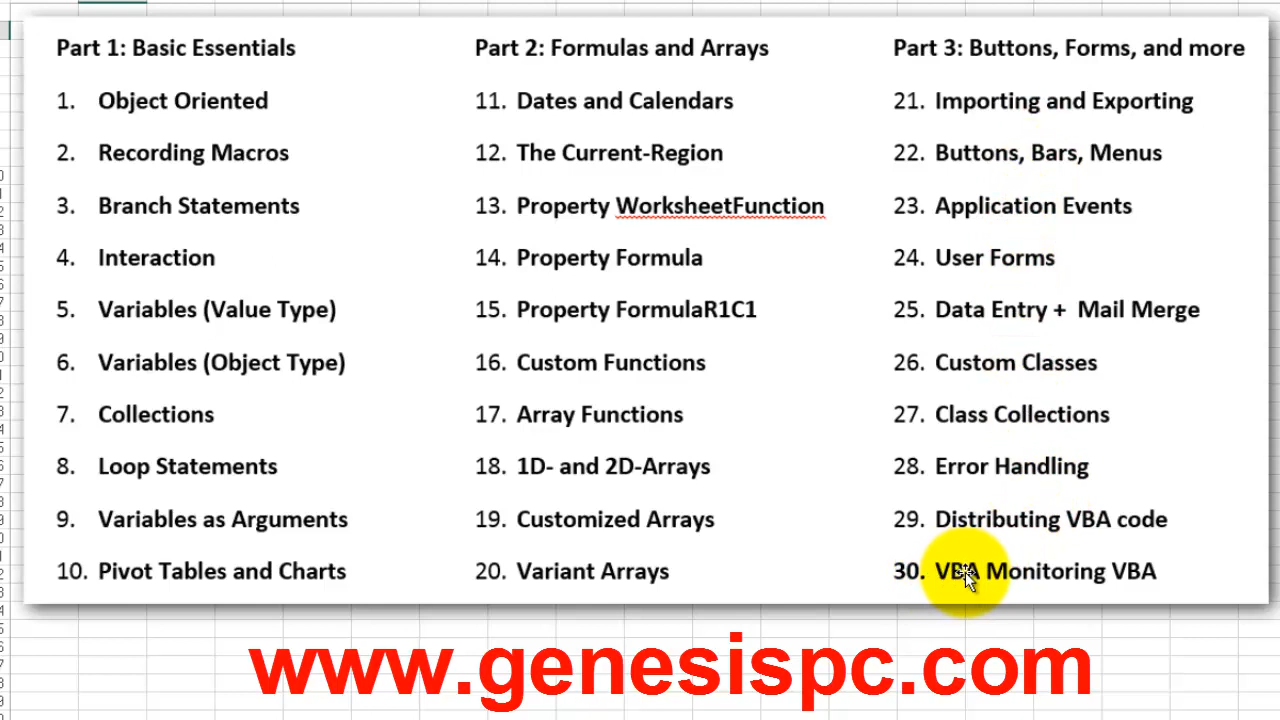 Part 1: Basic Essentials
1. Object Oriented
2. Recording Macros
3. Branch Statements
4. Interaction
5. Variables (Value Type)
6. Variables (Object Type)
7. Collections
8. Loop Statements
9. Variables as Arguments
10. Pivot Tables and Charts
Part 2: Formulas and Arrays
11. Dates and Calendars
12. The Current-Region
13. Property WorksheetFunction
14. Property Formula
15. Property FormulaR1C1
16. Custom Functions
17. Array Functions
18. 1D- and 2D-Arrays
19. Customized Arrays
20. Variant Arrays
Part 3: Buttons, Forms, and more
21. Importing and Exporting
22. Buttons, Bars, Menus
23. Application Events
24. User Forms
25. Data Entry + Mail Merge
26. Custom Classes
27. Class Collections
28. Error Handling
29. Distributing VBA code
30. VBA Monitoring VBA
www.genesispc.com